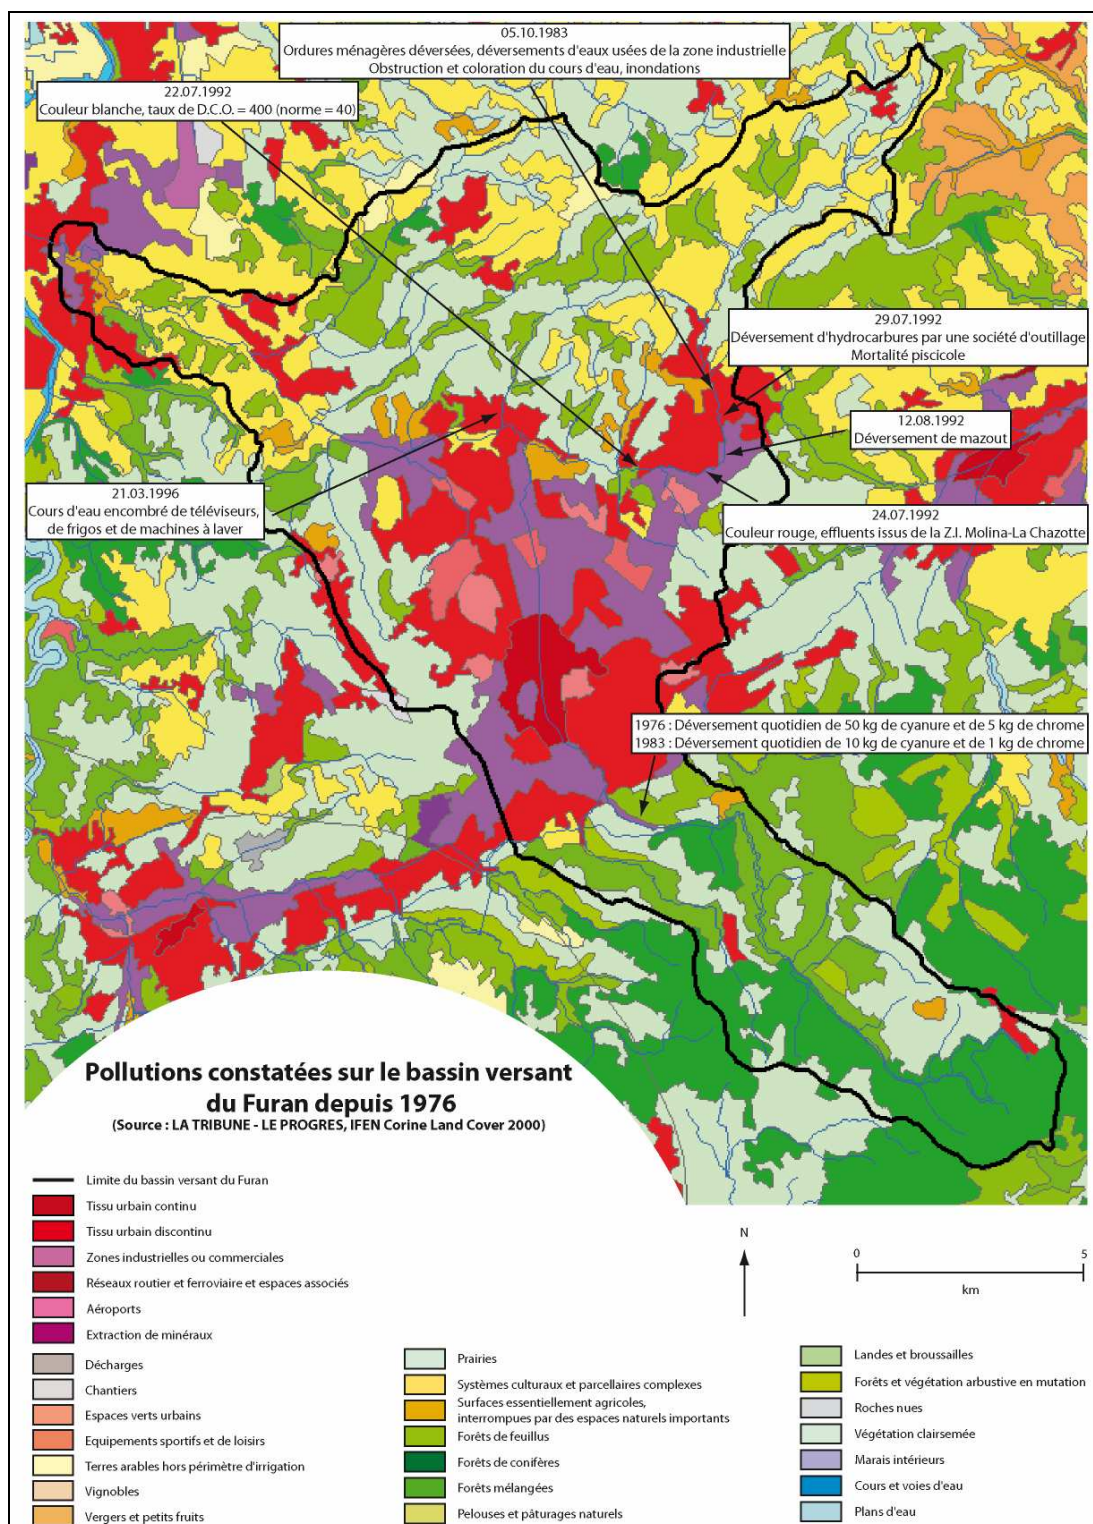 05.10.1983
Ordures ménagères déversées, déversements d'eaux usées de la zone industrielle
Obstruction et coloration du cours d'eau, inondations
22.07.1992
Couleur blanche, taux de D.C.O. = 400 (norme = 40)
29.07.1992
Déversement d'hydrocarbures par une société d'outillage
Mortalité piscicole
12.08.1992
Déversement de mazout
21.03.1996
Cours d'eau encombré de téléviseurs,
de frigos et de machines à laver
24.07.1992
Couleur rouge, effluents issus de la Z.I. Molina-La Chazotte
1976 : Déversement quotidien de 50 kg de cyanure et de 5 kg de chrome
1983 : Déversement quotidien de 10 kg de cyanure et de 1 kg de chrome
Pollutions constatées sur le bassin versant
du Furan depuis 1976
(Source : LA TRIBUNE - LE PROGRES, IFEN Corine Land Cover 2000)
Limite du bassin versant du Furan
Tissu urbain continu
Tissu urbain discontinu
Zones industrielles ou commerciales
Réseaux routier et ferroviaire et espaces associés
Aéroports
Extraction de minéraux
Décharges
Chantiers
Espaces verts urbains
Equipements sportifs et de loisirs
Terres arables hors périmètre d'irrigation
Vignobles
Vergers et petits fruits
Prairies
Systèmes culturaux et parcellaires complexes
Surfaces essentiellement agricoles,
interrompues par des espaces naturels importants
Forêts de feuillus
Forêts de conifères
Forêts mélangées
Pelouses et pâturages naturels
N
0 5
km
Landes et broussailles
Forêts et végétation arbustive en mutation
Roches nues
Végétation clairsemée
Marais intérieurs
Cours et voies d'eau
Plans d'eau